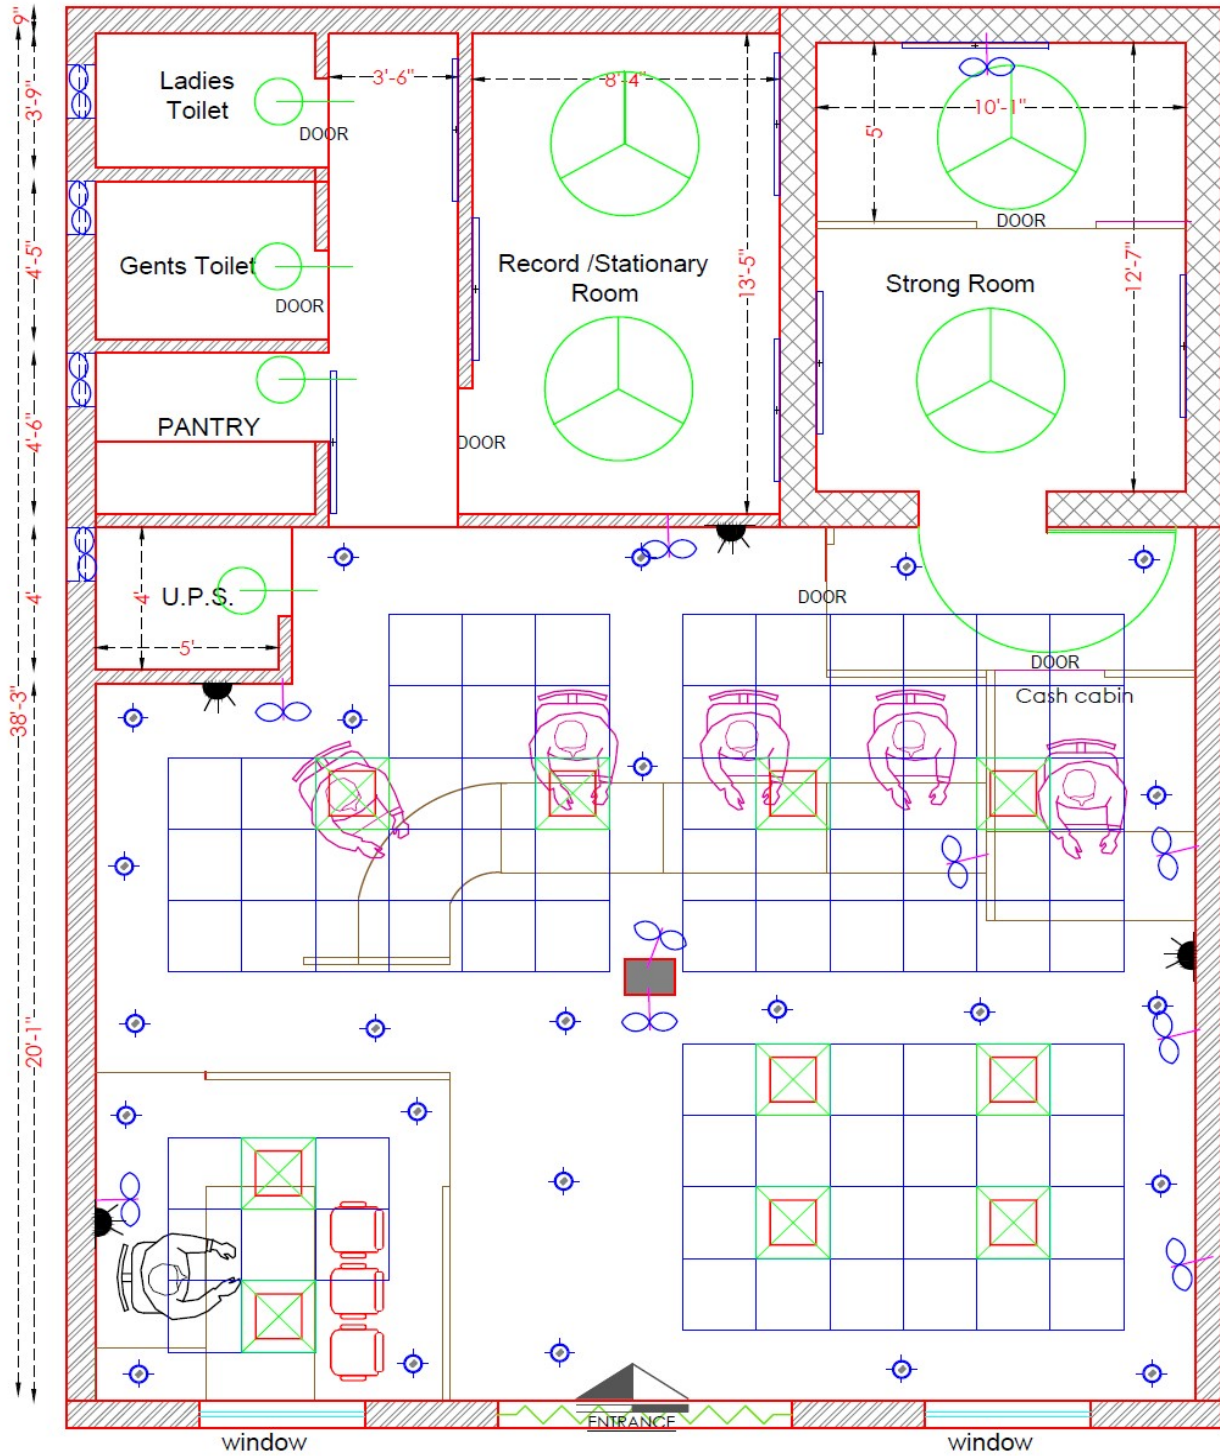 9"
3'-9"
4'-5"
4'-6"
4'
38'-3"
20'-1"
Ladies
Toilet
DOOR
3'-6"
8'-4"
10'-1"
5'
DOOR
Gents Toilet
DOOR
Record /Stationary
Room
13'-5"
12'-7"
Strong Room
PANTRY
DOOR
U.P.S.
4'
5'
DOOR
DOOR
Cash cabin
ENTRANCE
window
window